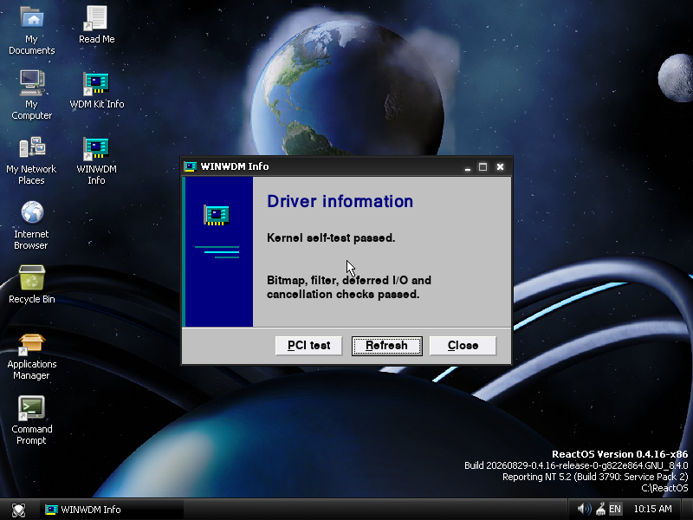 My
Documents
Read Me
My
Computer
WDM Kit Info
My Network
Places
WINWDM
Info
Internet
Browser
Recycle Bin
Applications
Manager
Command
Prompt
WINWDM Info
Driver information
Kernel self-test passed.
Bitmap, filter, deferred I/O and
cancellation checks passed.
PCI test
Refresh
Close
ReactOS Version 0.4.16-x86
Build 20260829-0.4.16-release-0-g822e864.GNU_8.4.0
Reporting NT 5.2 (Build 3790: Service Pack 2)
C:\ReactOS
WINWDM Info
EN
10:15 AM